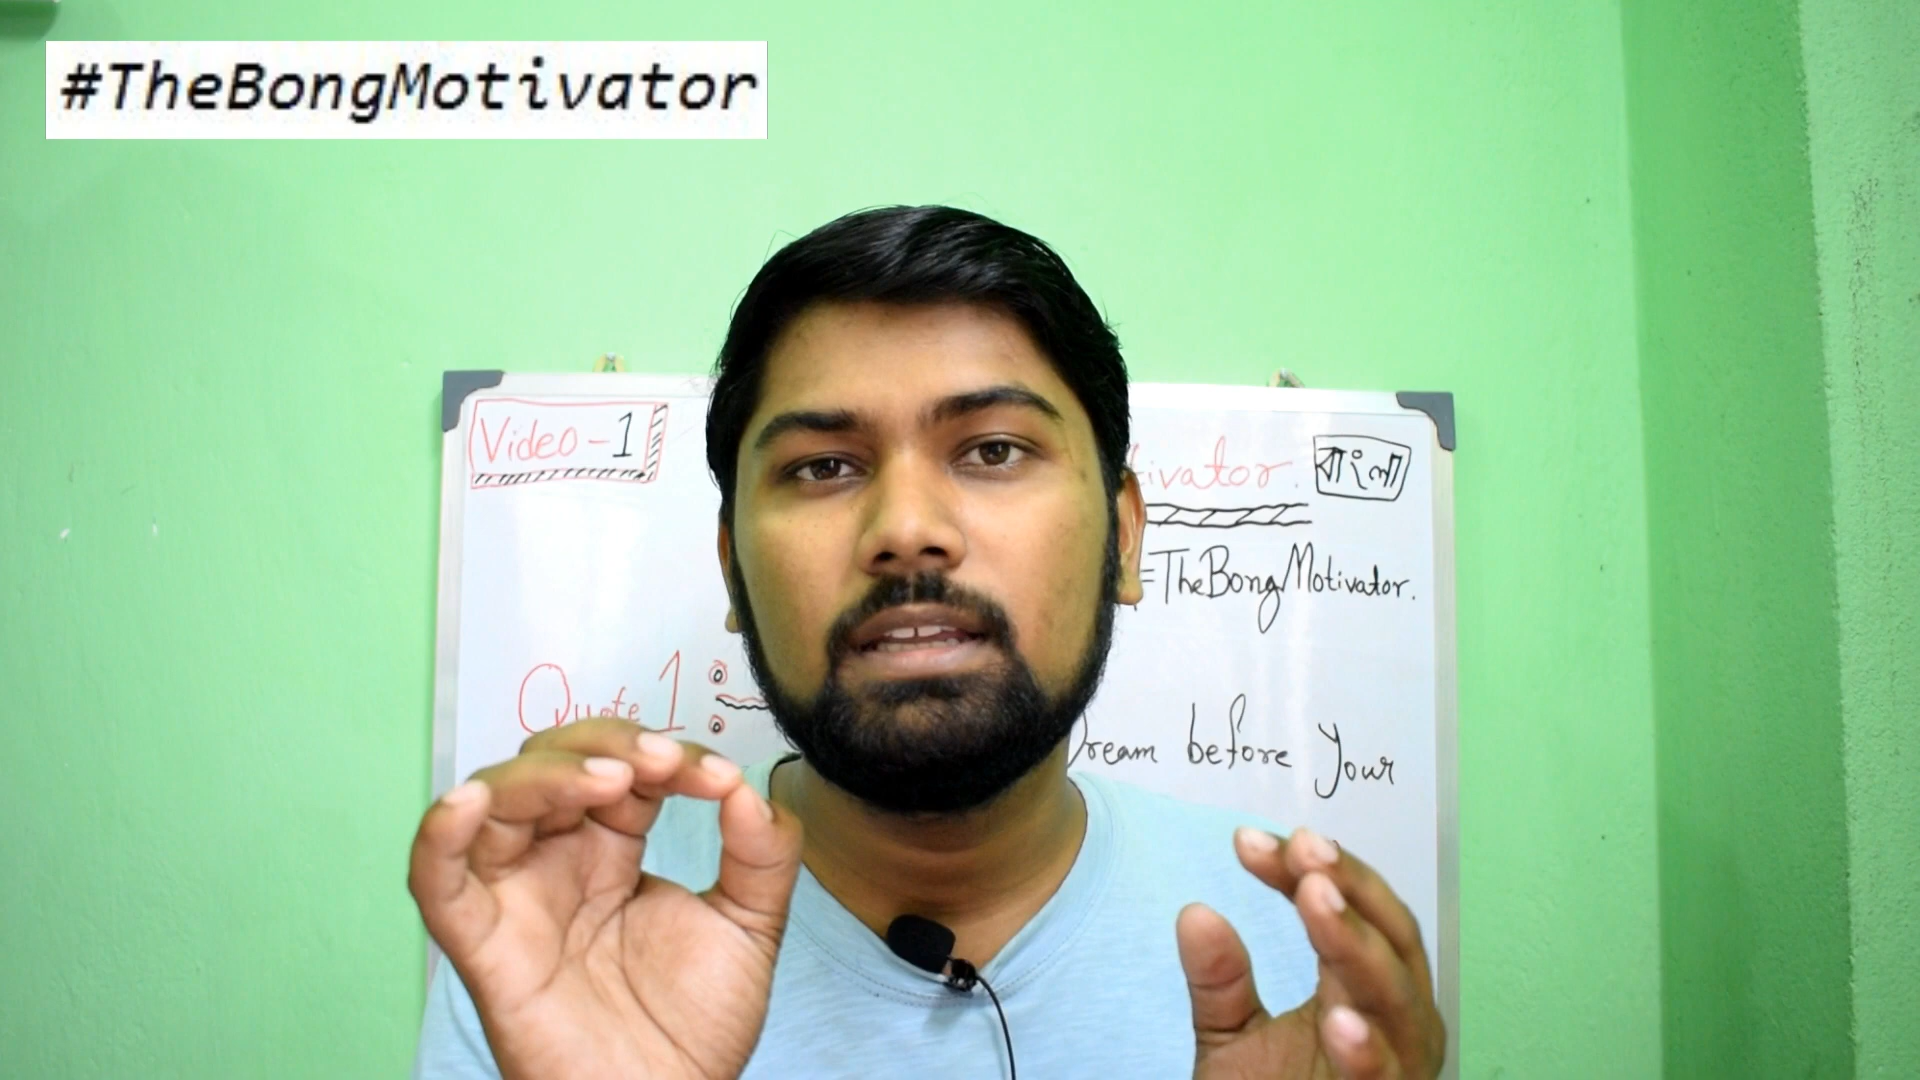 #TheBongMotivator
Video - 1
tivator.
বাংলা
#TheBongMotivator.
Quote 1 :
Dream before Your